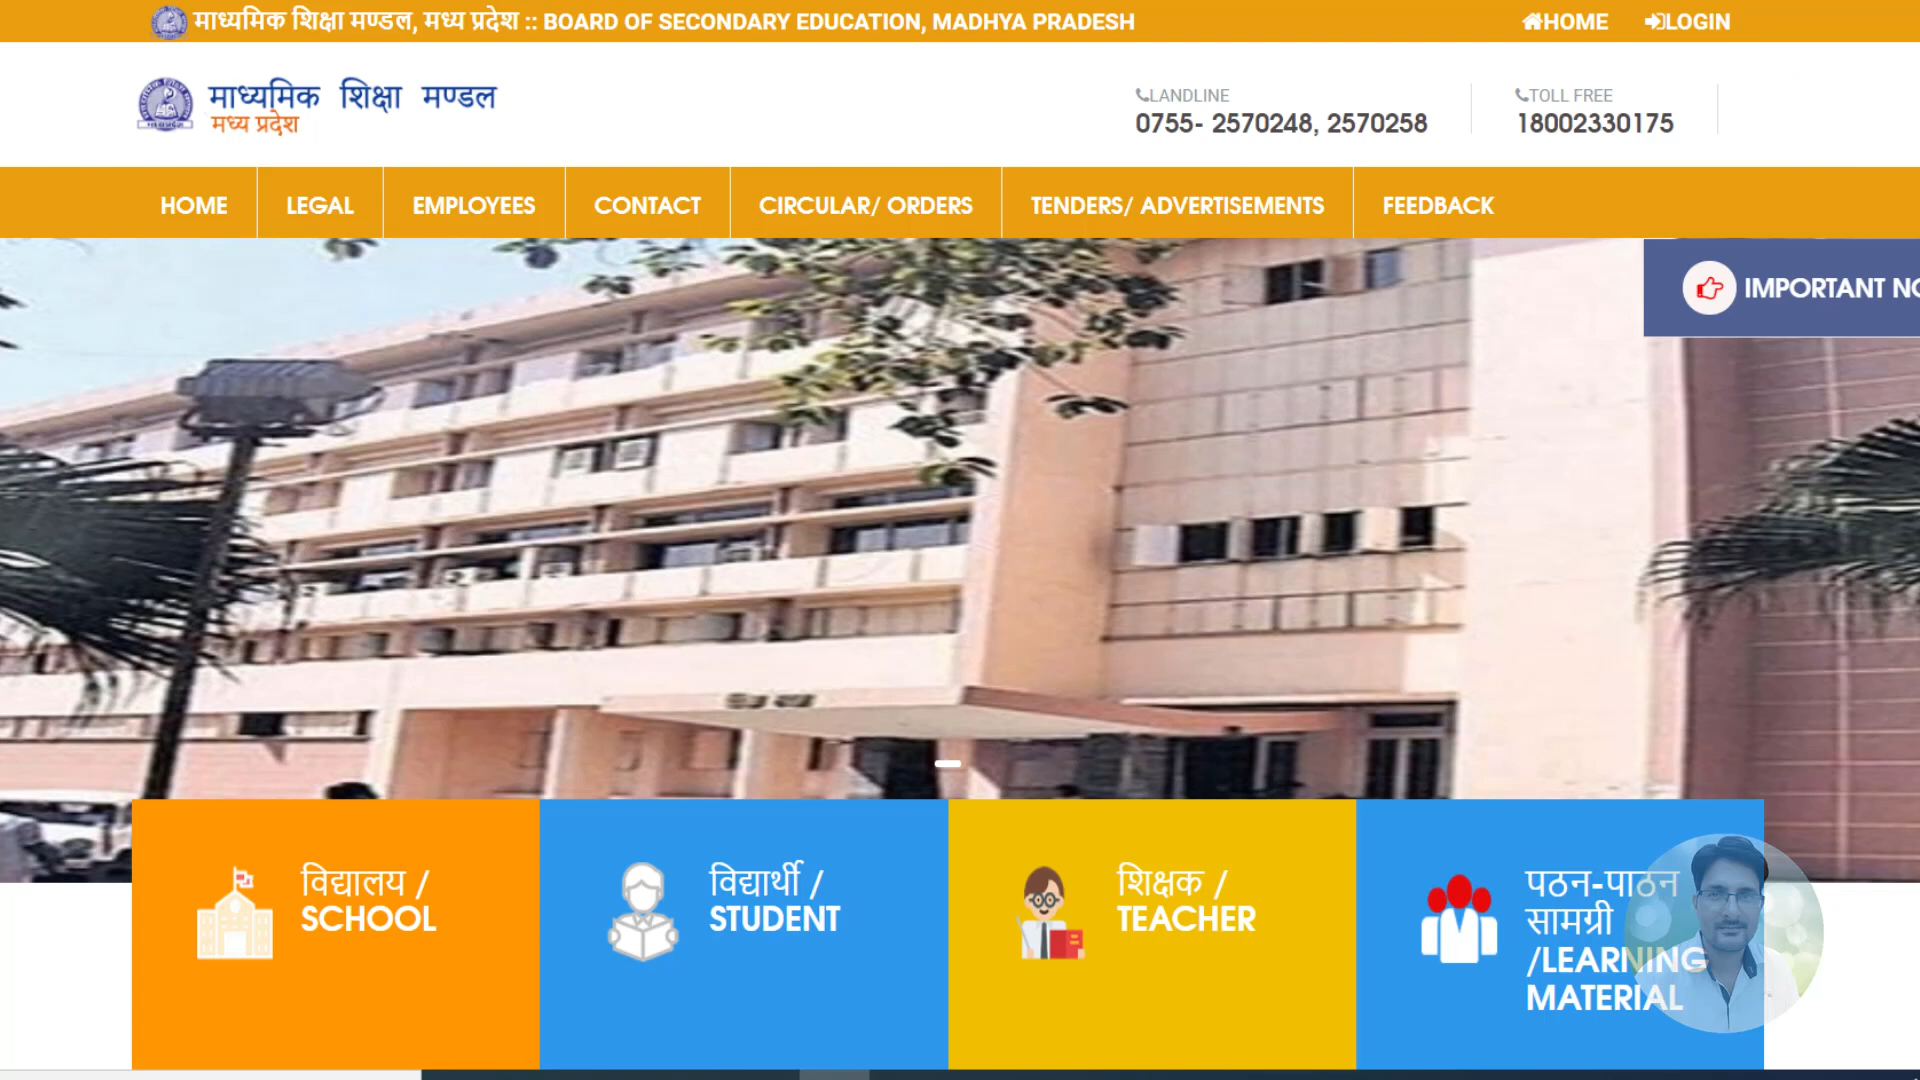 माध्यमिक शिक्षा मण्डल, मध्य प्रदेश :: BOARD OF SECONDARY EDUCATION, MADHYA PRADESH
HOME LOGIN
माध्यमिक शिक्षा मण्डल
मध्य प्रदेश
LANDLINE
0755- 2570248, 2570258
TOLL FREE
18002330175
HOME LEGAL EMPLOYEES CONTACT CIRCULAR/ ORDERS TENDERS/ ADVERTISEMENTS FEEDBACK
IMPORTANT NO
विद्यालय /
SCHOOL
विद्यार्थी /
STUDENT
शिक्षक /
TEACHER
पठन-पाठन
सामग्री
/LEARNING
MATERIAL